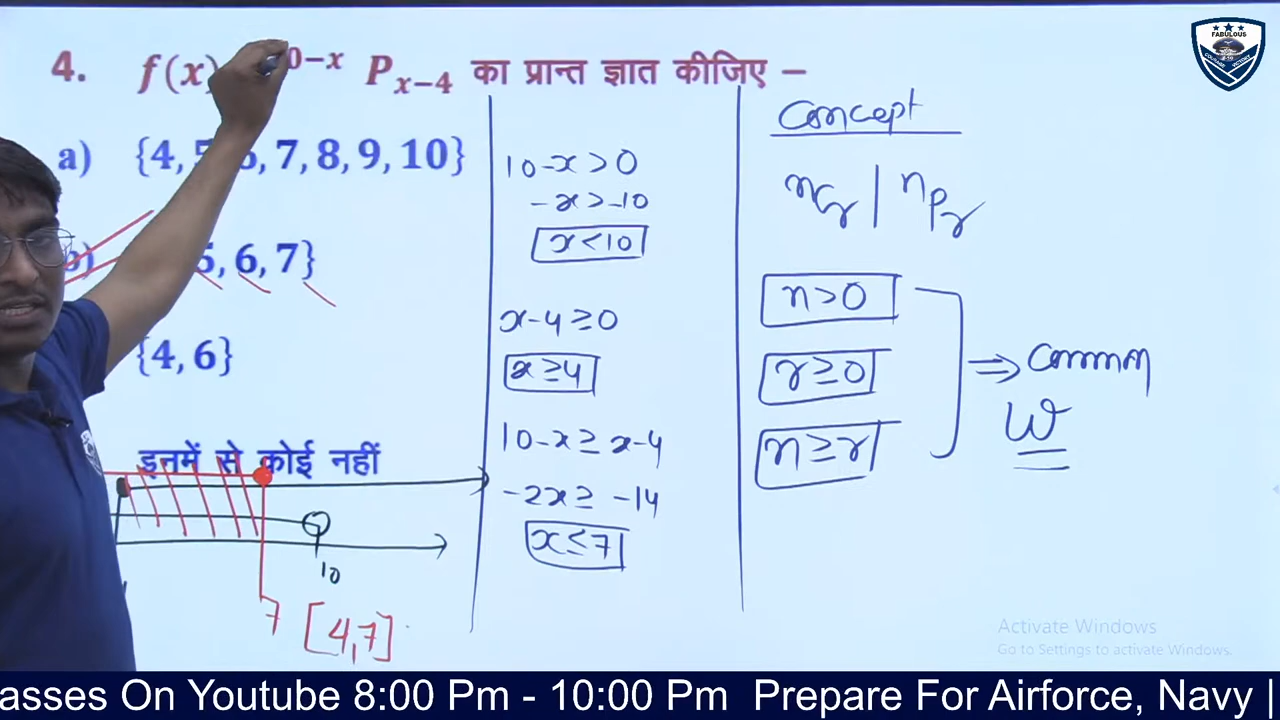 4. f(x) 0−x P x−4 का प्रान्त ज्ञात कीजिए −
a) {4, 5, 6, 7, 8, 9, 10}
b) 5, 6, 7}
{4, 6}
इनमें से कोई नहीं
10
7 [4,7]
10-x>0
-x>-10
x<10
x-4≥0
x≥4
10-x≥x-4
-2x≥ -14
x≤7
Concept
nCr | nPr
n>0
r≥0
n≥r
⇒ common
FABULOUS
Activate Windows
Go to Settings to activate Windows.
asses On Youtube 8:00 Pm - 10:00 Pm Prepare For Airforce, Navy |